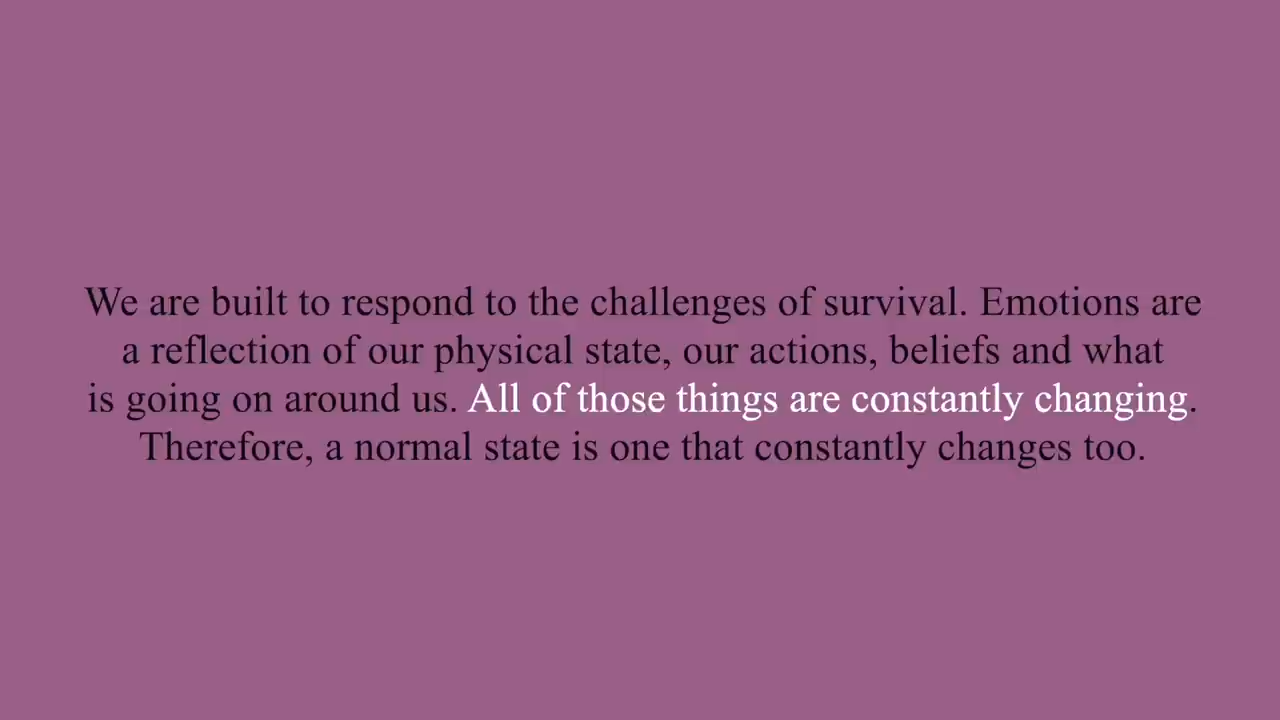 We are built to respond to the challenges of survival. Emotions are
a reflection of our physical state, our actions, beliefs and what
is going on around us. All of those things are constantly changing.
Therefore, a normal state is one that constantly changes too.